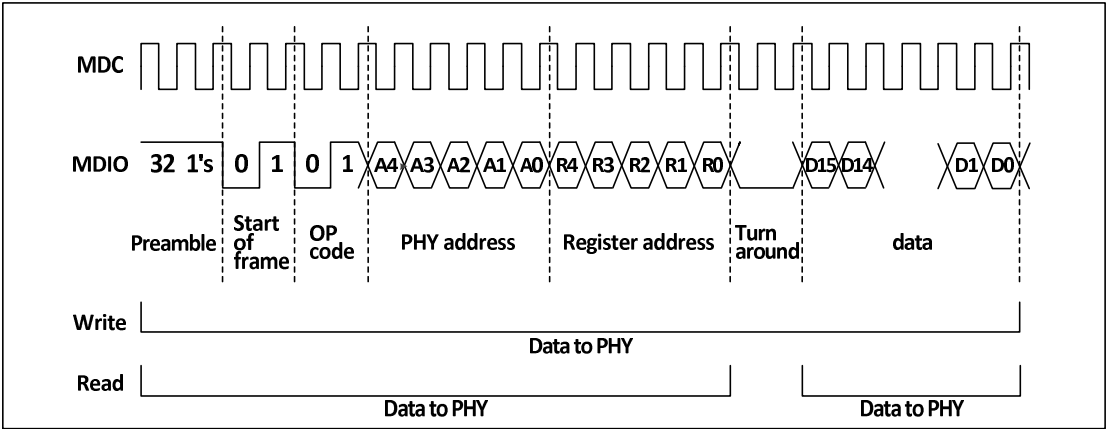 MDC
MDIO
32 1's 0 1 0 1 A4 A3 A2 A1 A0 R4 R3 R2 R1 R0 D15 D14 D1 D0
Preamble
Start
of
frame
OP
code
PHY address
Register address
Turn
around
data
Write
Data to PHY
Read
Data to PHY
Data to PHY